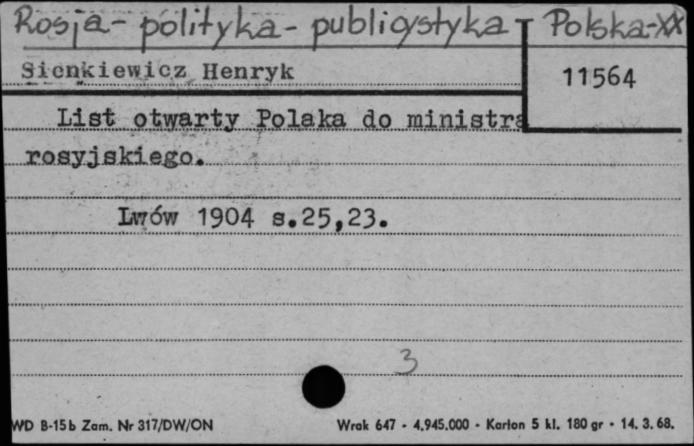 Rosja - polityka - publicystyka Polska-XX
Sienkiewicz Henryk
11564
List otwarty Polaka do ministra
rosyjskiego.
Lwów 1904 s.25,23.
3
WD B-15b Zam. Nr 317/DW/ON Wrak 647 - 4.945.000 - Karton 5 kl. 180 gr - 14. 3. 68.